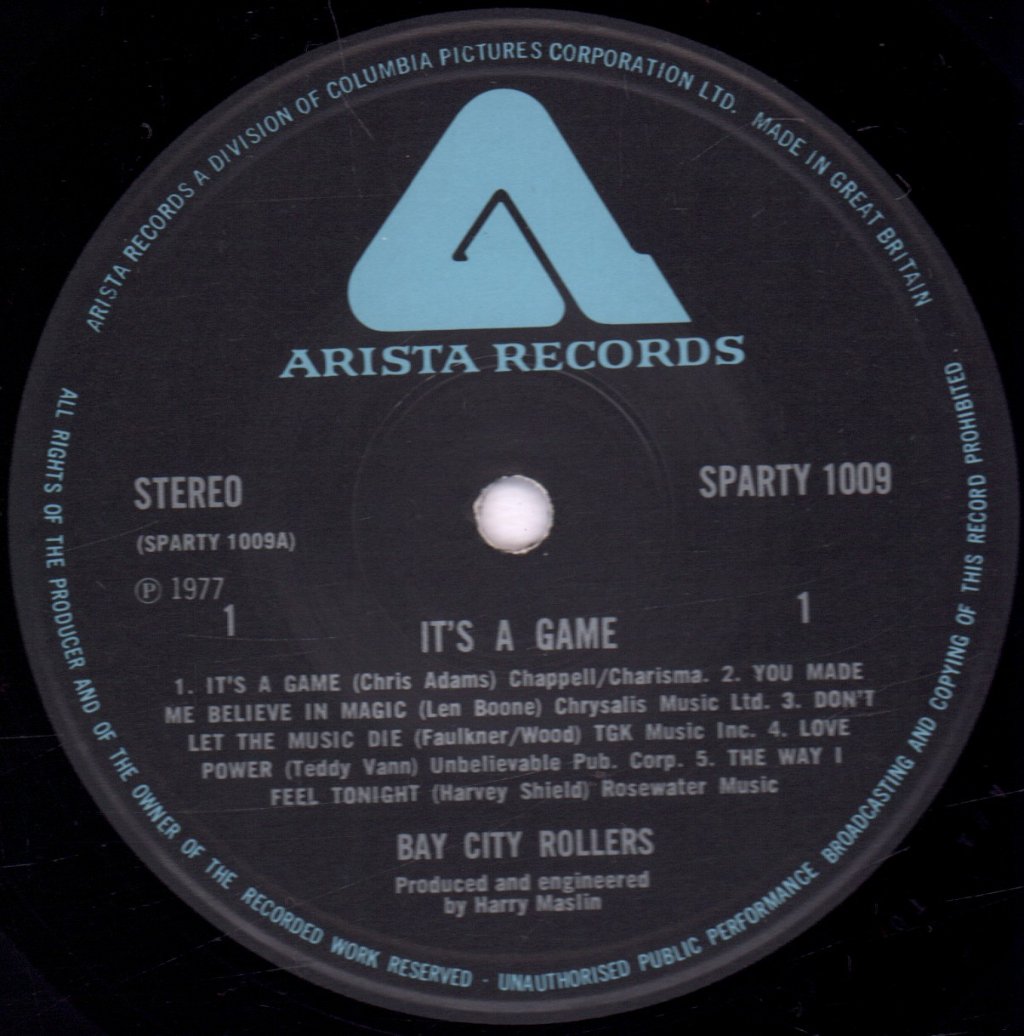 ARISTA RECORDS A DIVISION OF COLUMBIA PICTURES CORPORATION LTD. MADE IN GREAT BRITAIN
ARISTA RECORDS
STEREO
SPARTY 1009
(SPARTY 1009A)
℗ 1977
1
1
IT'S A GAME
1. IT'S A GAME (Chris Adams) Chappell/Charisma. 2. YOU MADE
ME BELIEVE IN MAGIC (Len Boone) Chrysalis Music Ltd. 3. DON'T
LET THE MUSIC DIE (Faulkner/Wood) TGK Music Inc. 4. LOVE
POWER (Teddy Vann) Unbelievable Pub. Corp. 5. THE WAY I
FEEL TONIGHT (Harvey Shield) Rosewater Music
BAY CITY ROLLERS
Produced and engineered
by Harry Maslin
ALL RIGHTS OF THE PRODUCER AND OF THE OWNER OF THE RECORDED WORK RESERVED · UNAUTHORISED PUBLIC PERFORMANCE BROADCASTING AND COPYING OF THIS RECORD PROHIBITED ·